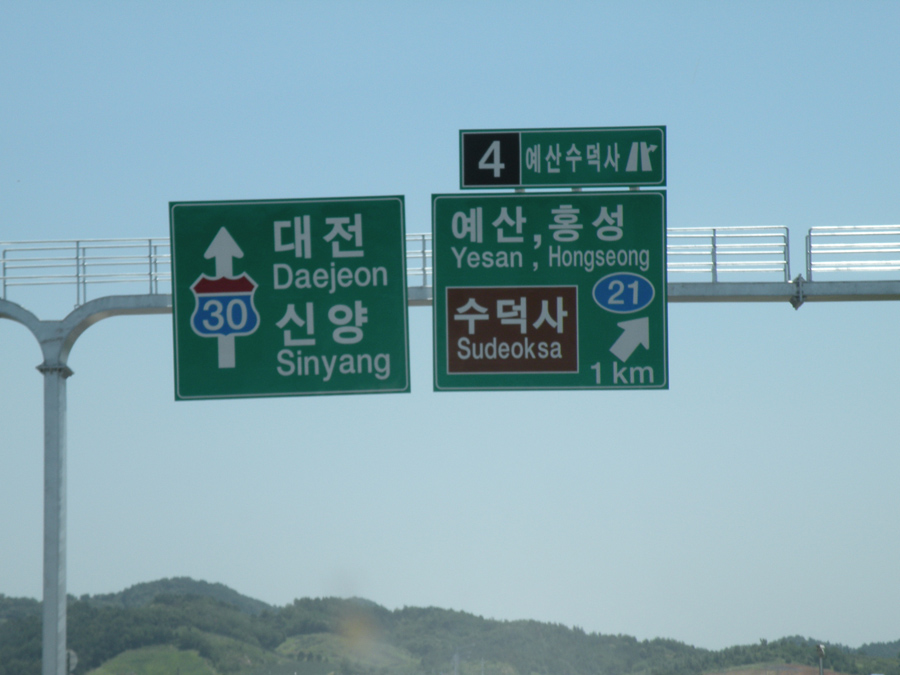 대전
Daejeon
30
신양
Sinyang
4 예산수덕사
예산, 홍성
Yesan, Hongseong
수덕사
Sudeoksa
21
1 km